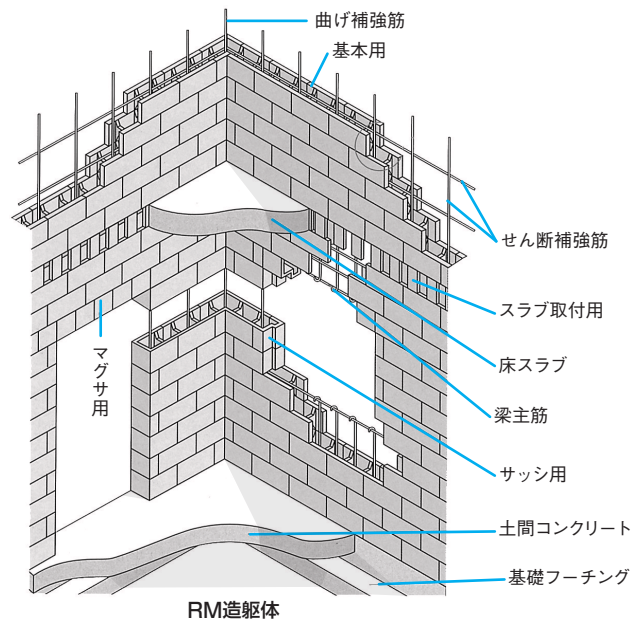 曲げ補強筋
基本用
せん断補強筋
スラブ取付用
床スラブ
マグサ用
梁主筋
サッシ用
土間コンクリート
基礎フーチング
RM造躯体